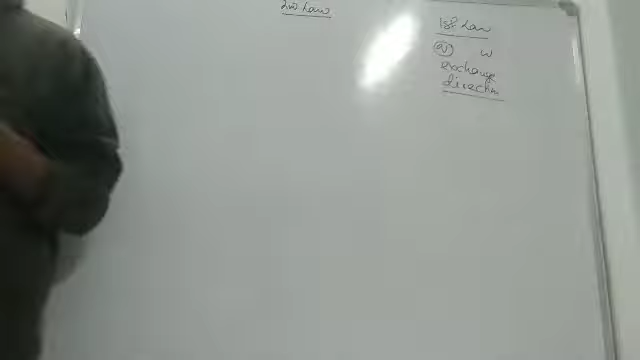 2nd Law
1st Law
Q W
exchange
direction